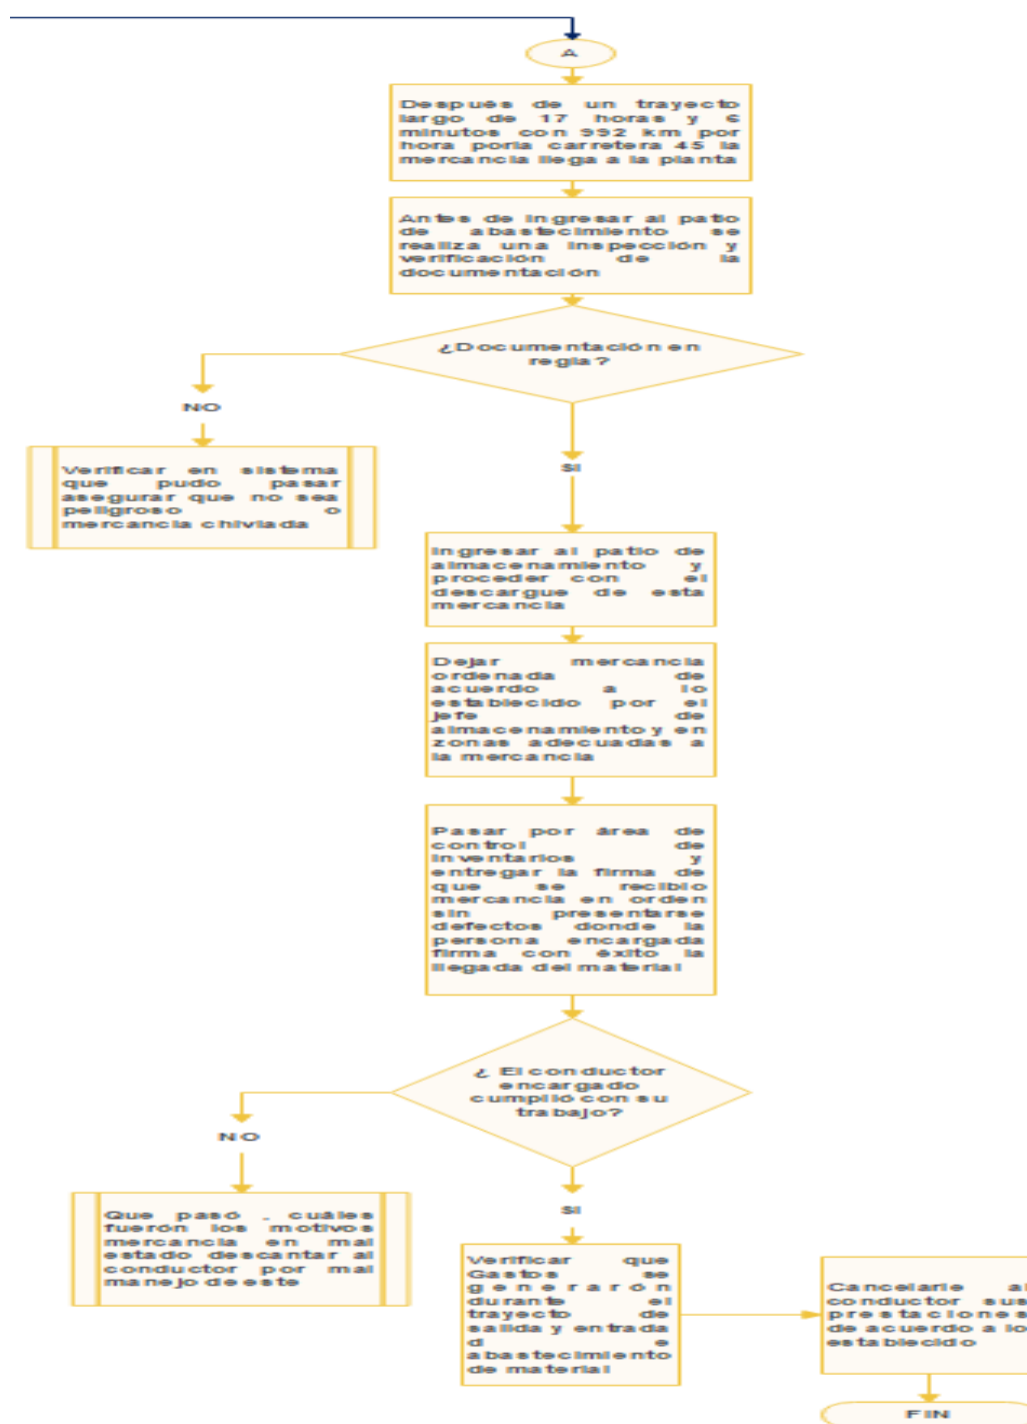 A
Después de un trayecto
largo de 17 horas y 6
minutos con 992 km por
hora porla carretera 45 la
mercancia llega a la planta
Antes de ingresar al patio
de abastecimiento se
realiza una inspección y
verificación de la
documentación
¿Documentación en
regla?
NO
Verificar en sistema
que pudo pasar
asegurar que no sea
peligroso o
mercancia chiviada
SI
Ingresar al patio de
almacenamiento y
proceder con el
descargue de esta
mercancia
Dejar mercancia
ordenada de
acuerdo a lo
establecido por el
jefe de
almacenamiento y en
zonas adecuadas a
la mercancia
Pasar por área de
control de
inventarios y
entregar la firma de
que se recibio
mercancia en orden
sin presentarse
defectos donde la
persona encargada
firma con éxito la
llegada del material
¿ El conductor
encargado
cumplió con su
trabajo?
NO
Que pasó , cuáles
fuerón los motivos
mercancia en mal
estado descantar al
conductor por mal
manejo de este
SI
Verificar que
Gastos se
generarón
durante el
trayecto de
salida y entrada
d e
abastecimiento
de material
Cancelarle al
conductor sus
prestaciones
de acuerdo a lo
establecido
FIN